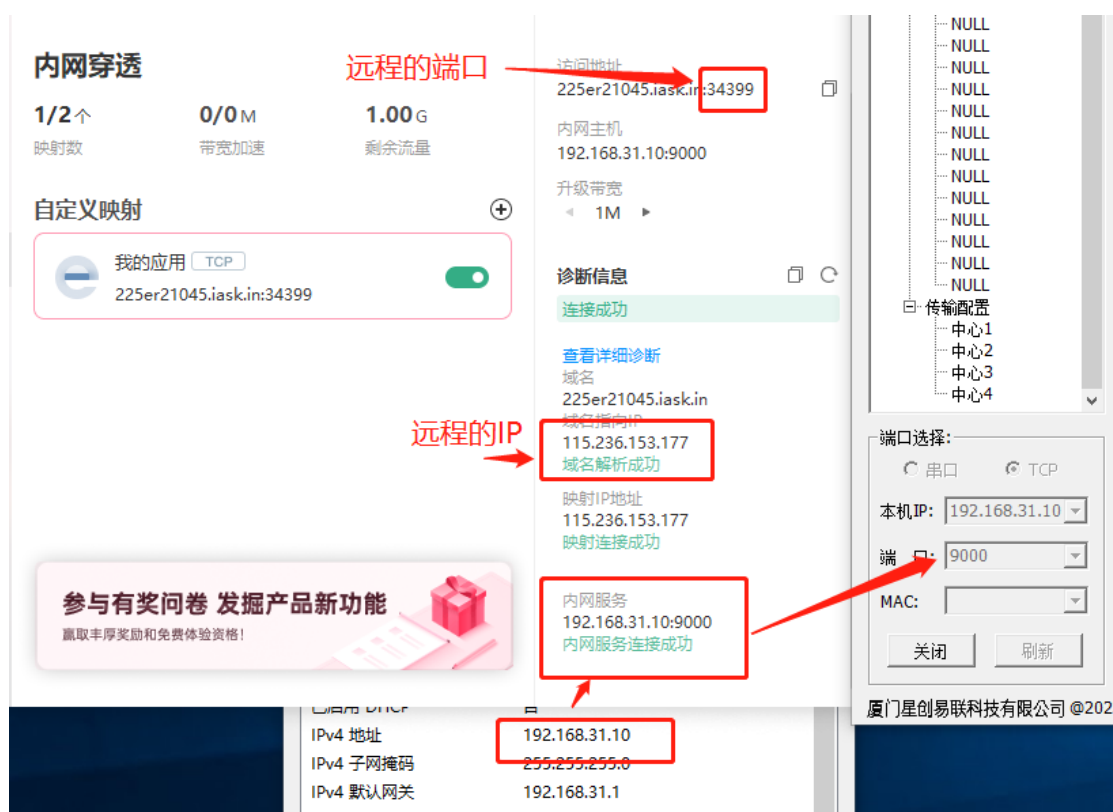 内网穿透
1/2个
0/0M
1.00G
映射数
带宽加速
剩余流量
自定义映射
我的应用 TCP
225er21045.iask.in:34399
参与有奖问卷 发掘产品新功能
赢取丰厚奖励和免费体验资格!
远程的端口
远程的IP
访问地址
225er21045.iask.in:34399
内网主机
192.168.31.10:9000
升级带宽
1M
诊断信息
连接成功
查看详细诊断
域名
225er21045.iask.in
域名指向IP
115.236.153.177
域名解析成功
映射IP地址
115.236.153.177
映射连接成功
内网服务
192.168.31.10:9000
内网服务连接成功
NULL
NULL
NULL
NULL
NULL
NULL
NULL
NULL
NULL
NULL
NULL
NULL
NULL
传输配置
中心1
中心2
中心3
中心4
端口选择:
串口 TCP
本机IP: 192.168.31.10
端 口: 9000
MAC:
关闭 刷新
厦门星创易联科技有限公司 @202
已启用 DHCP 是
IPv4 地址 192.168.31.10
IPv4 子网掩码 255.255.255.0
IPv4 默认网关 192.168.31.1